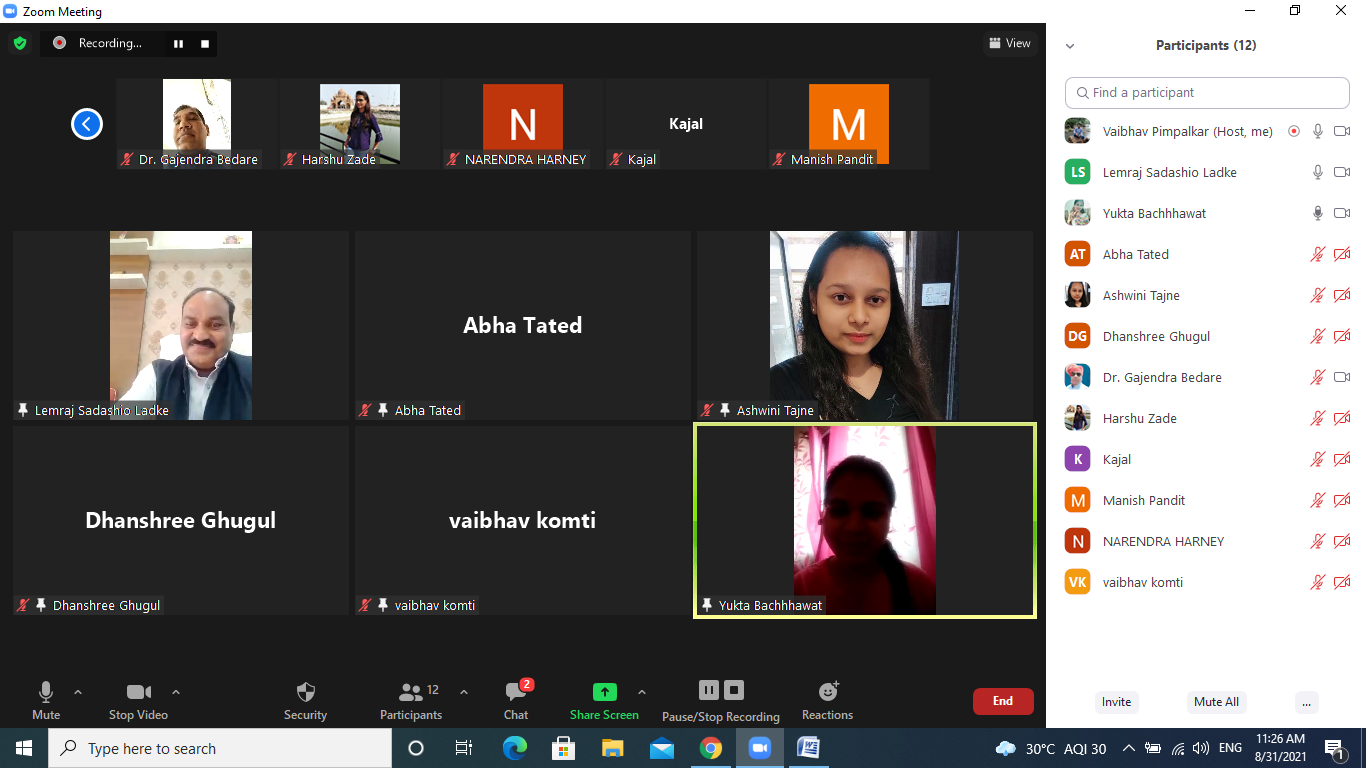 Zoom Meeting
Recording...
View
Participants (12)
Find a participant
N
Kajal
M
Dr. Gajendra Bedare
Harshu Zade
NARENDRA HARNEY
Kajal
Manish Pandit
Abha Tated
Lemraj Sadashio Ladke
Abha Tated
Ashwini Tajne
Dhanshree Ghugul
vaibhav komti
Dhanshree Ghugul
vaibhav komti
Yukta Bachhhawat
Vaibhav Pimpalkar (Host, me)
LS Lemraj Sadashio Ladke
Yukta Bachhhawat
AT Abha Tated
Ashwini Tajne
DG Dhanshree Ghugul
Dr. Gajendra Bedare
Harshu Zade
K Kajal
M Manish Pandit
N NARENDRA HARNEY
VK vaibhav komti
Mute
Stop Video
Security
12
Participants
2
Chat
Share Screen
Pause/Stop Recording
Reactions
End
Invite
Mute All
...
Type here to search
W
30°C AQI 30
ENG
11:26 AM
8/31/2021
1